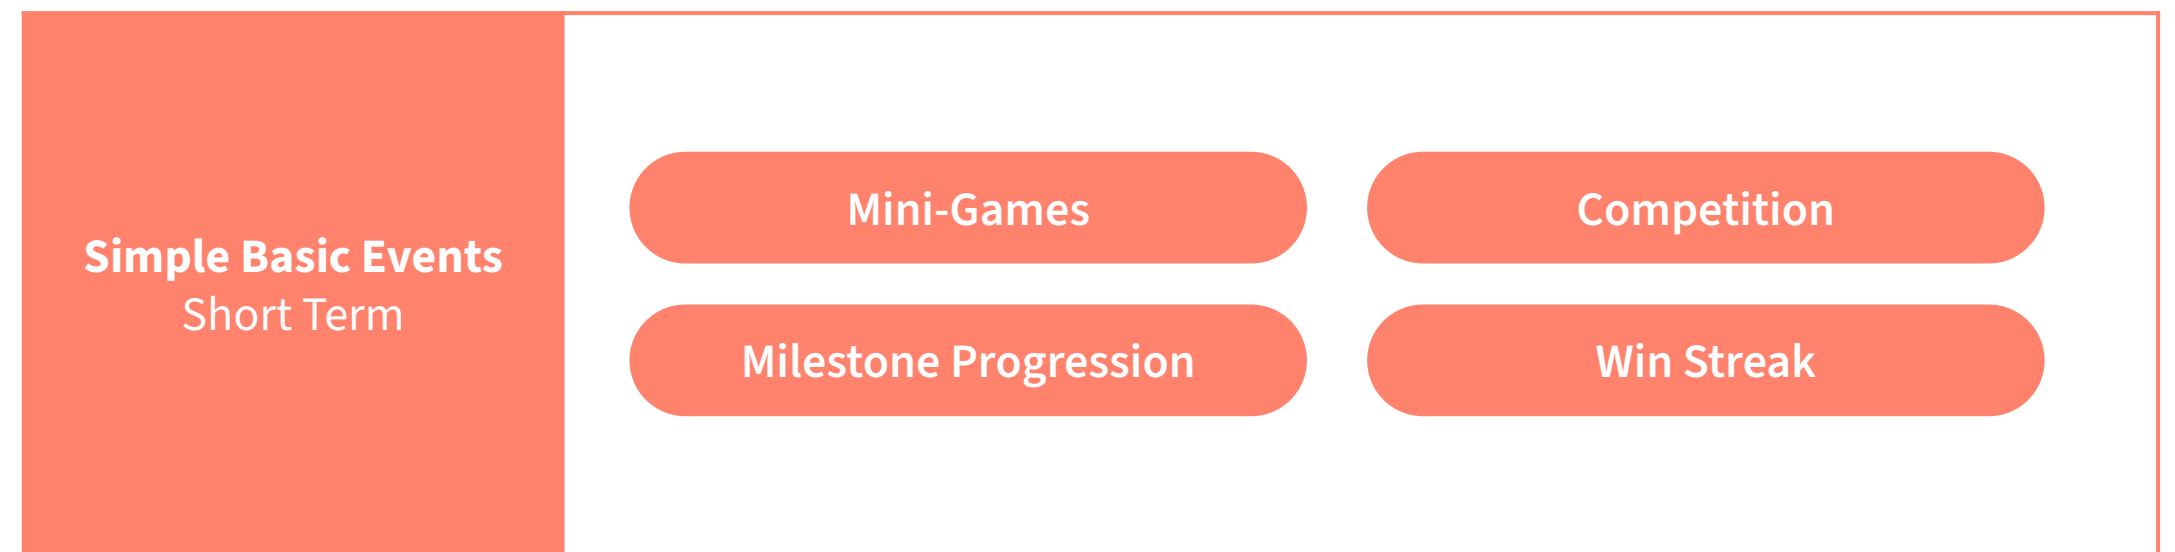 Simple Basic Events
Short Term
Mini-Games
Competition
Milestone Progression
Win Streak